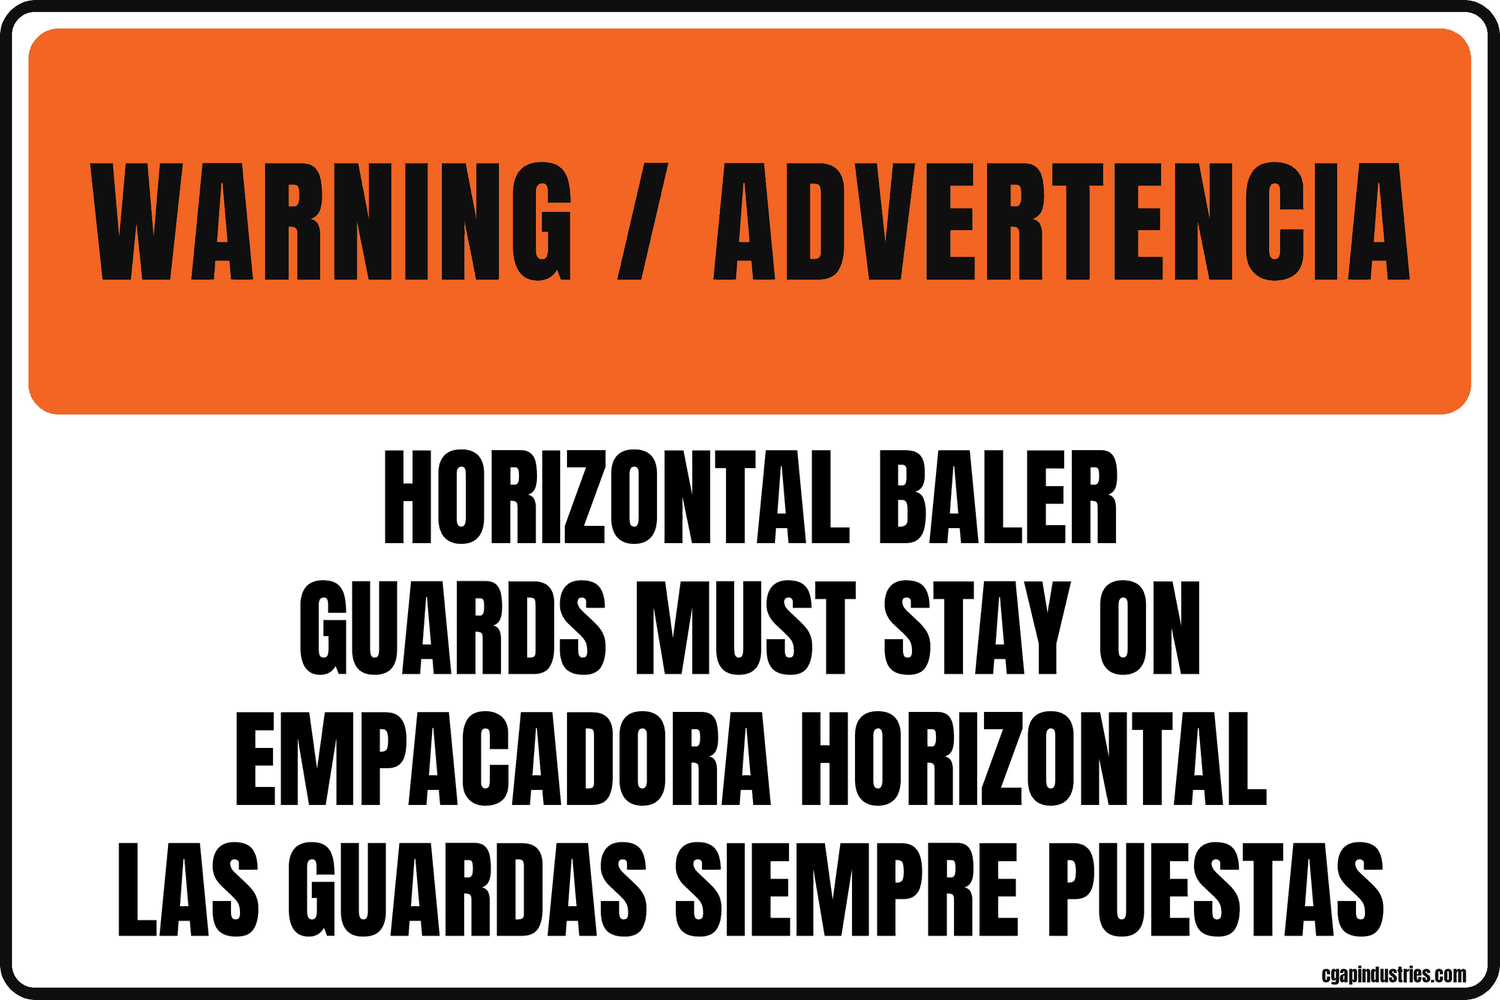 WARNING / ADVERTENCIA
HORIZONTAL BALER
GUARDS MUST STAY ON
EMPACADORA HORIZONTAL
LAS GUARDAS SIEMPRE PUESTAS
cgapindustries.com